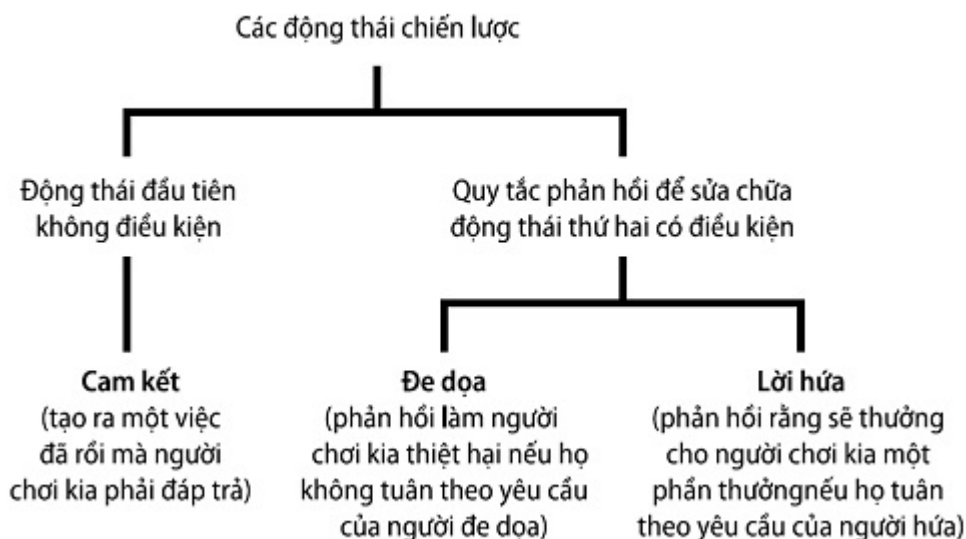 Các động thái chiến lược
Động thái đầu tiên
không điều kiện
Quy tắc phản hồi để sửa chữa
động thái thứ hai có điều kiện
Cam kết
(tạo ra một việc
đã rồi mà người
chơi kia phải đáp trả)
Đe dọa
(phản hồi làm người
chơi kia thiệt hại nếu họ
không tuân theo yêu cầu
của người đe dọa)
Lời hứa
(phản hồi rằng sẽ thưởng
cho người chơi kia một
phần thưởngnếu họ tuân
theo yêu cầu của người hứa)